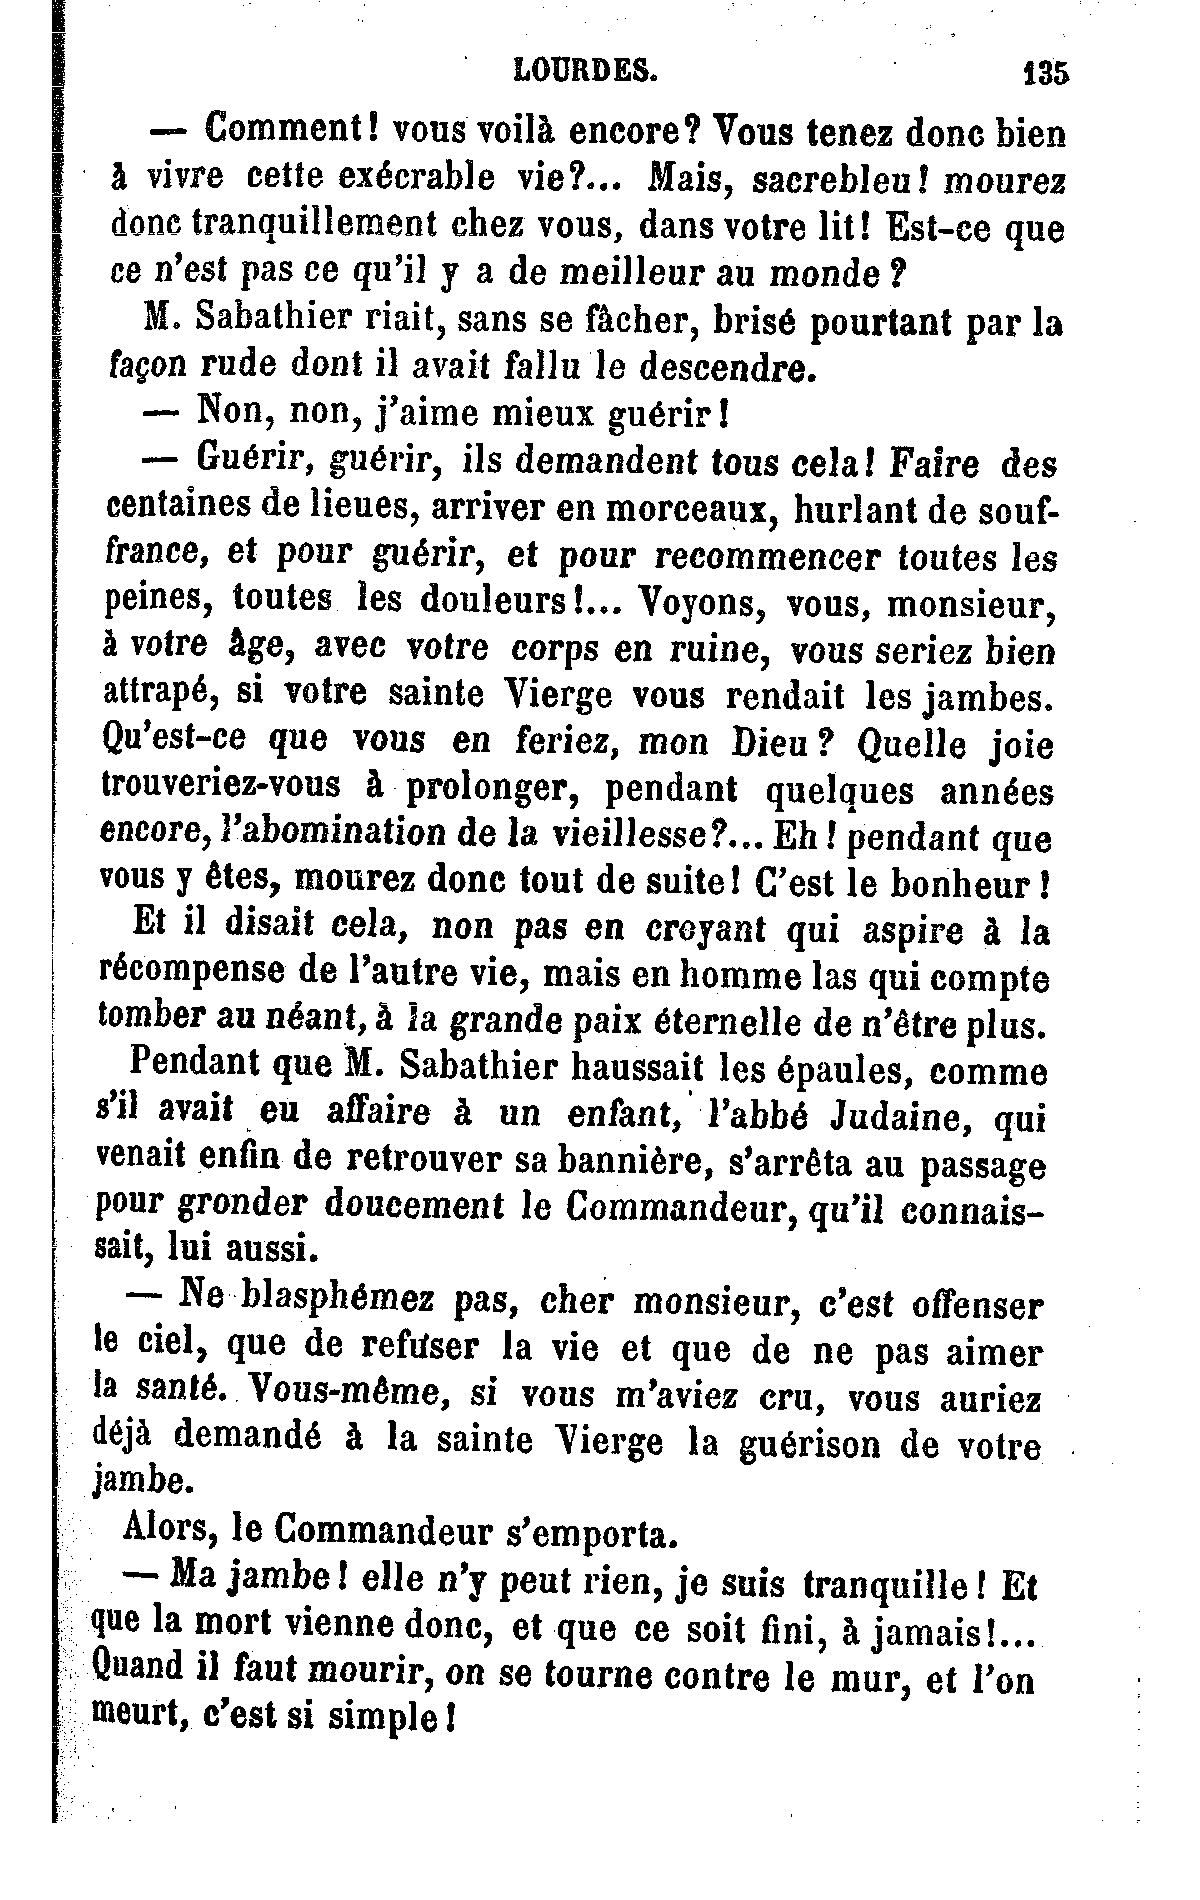 LOURDES. 135
— Comment! vous voilà encore? Vous tenez donc bien
à vivre cette exécrable vie?... Mais, sacrebleu! mourez
donc tranquillement chez vous, dans votre lit! Est-ce que
ce n'est pas ce qu'il y a de meilleur au monde?
M. Sabathier riait, sans se fâcher, brisé pourtant par la
façon rude dont il avait fallu le descendre.
— Non, non, j'aime mieux guérir!
— Guérir, guérir, ils demandent tous cela! Faire des
centaines de lieues, arriver en morceaux, hurlant de souf-
france, et pour guérir, et pour recommencer toutes les
peines, toutes les douleurs!... Voyons, vous, monsieur,
à votre âge, avec votre corps en ruine, vous seriez bien
attrapé, si votre sainte Vierge vous rendait les jambes.
Qu'est-ce que vous en feriez, mon Dieu? Quelle joie
trouveriez-vous à prolonger, pendant quelques années
encore, l'abomination de la vieillesse?... Eh! pendant que
vous y êtes, mourez donc tout de suite! C'est le bonheur!
Et il disait cela, non pas en croyant qui aspire à la
récompense de l'autre vie, mais en homme las qui compte
tomber au néant, à la grande paix éternelle de n'être plus.
Pendant que M. Sabathier haussait les épaules, comme
s'il avait eu affaire à un enfant, l'abbé Judaine, qui
venait enfin de retrouver sa bannière, s'arrêta au passage
pour gronder doucement le Commandeur, qu'il connais-
sait, lui aussi.
— Ne blasphémez pas, cher monsieur, c'est offenser
le ciel, que de refuser la vie et que de ne pas aimer
la santé. Vous-même, si vous m'aviez cru, vous auriez
déjà demandé à la sainte Vierge la guérison de votre
jambe.
Alors, le Commandeur s'emporta.
— Ma jambe! elle n'y peut rien, je suis tranquille! Et
que la mort vienne donc, et que ce soit fini, à jamais!...
Quand il faut mourir, on se tourne contre le mur, et l'on
meurt, c'est si simple!